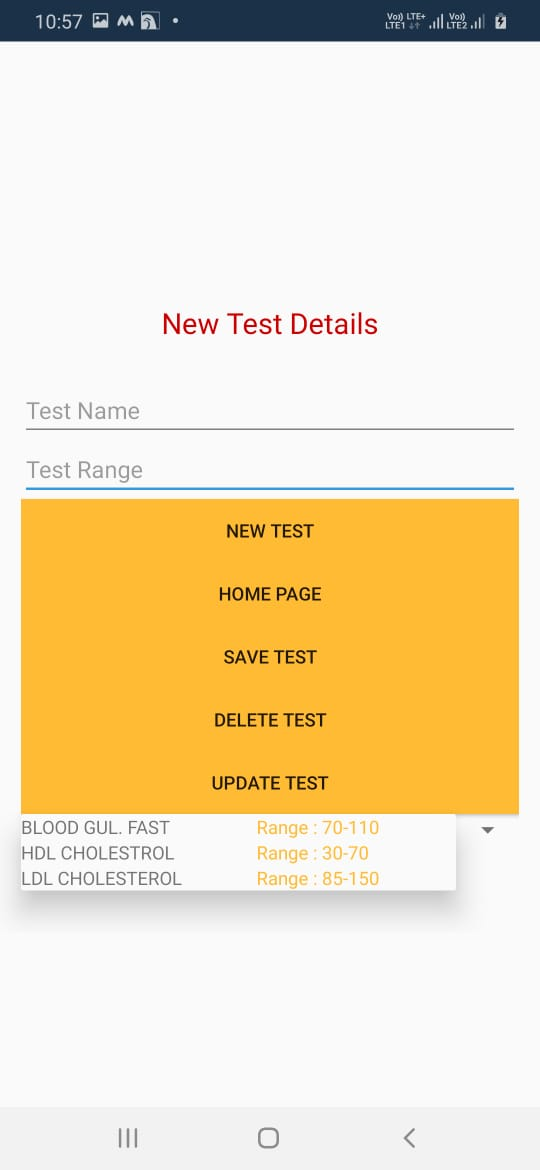 10:57
Vo) LTE+ Vo)
LTE1 ↓↑ LTE2
New Test Details
Test Name
Test Range
NEW TEST
HOME PAGE
SAVE TEST
DELETE TEST
UPDATE TEST
BLOOD GUL. FAST Range : 70-110
HDL CHOLESTROL Range : 30-70
LDL CHOLESTEROL Range : 85-150